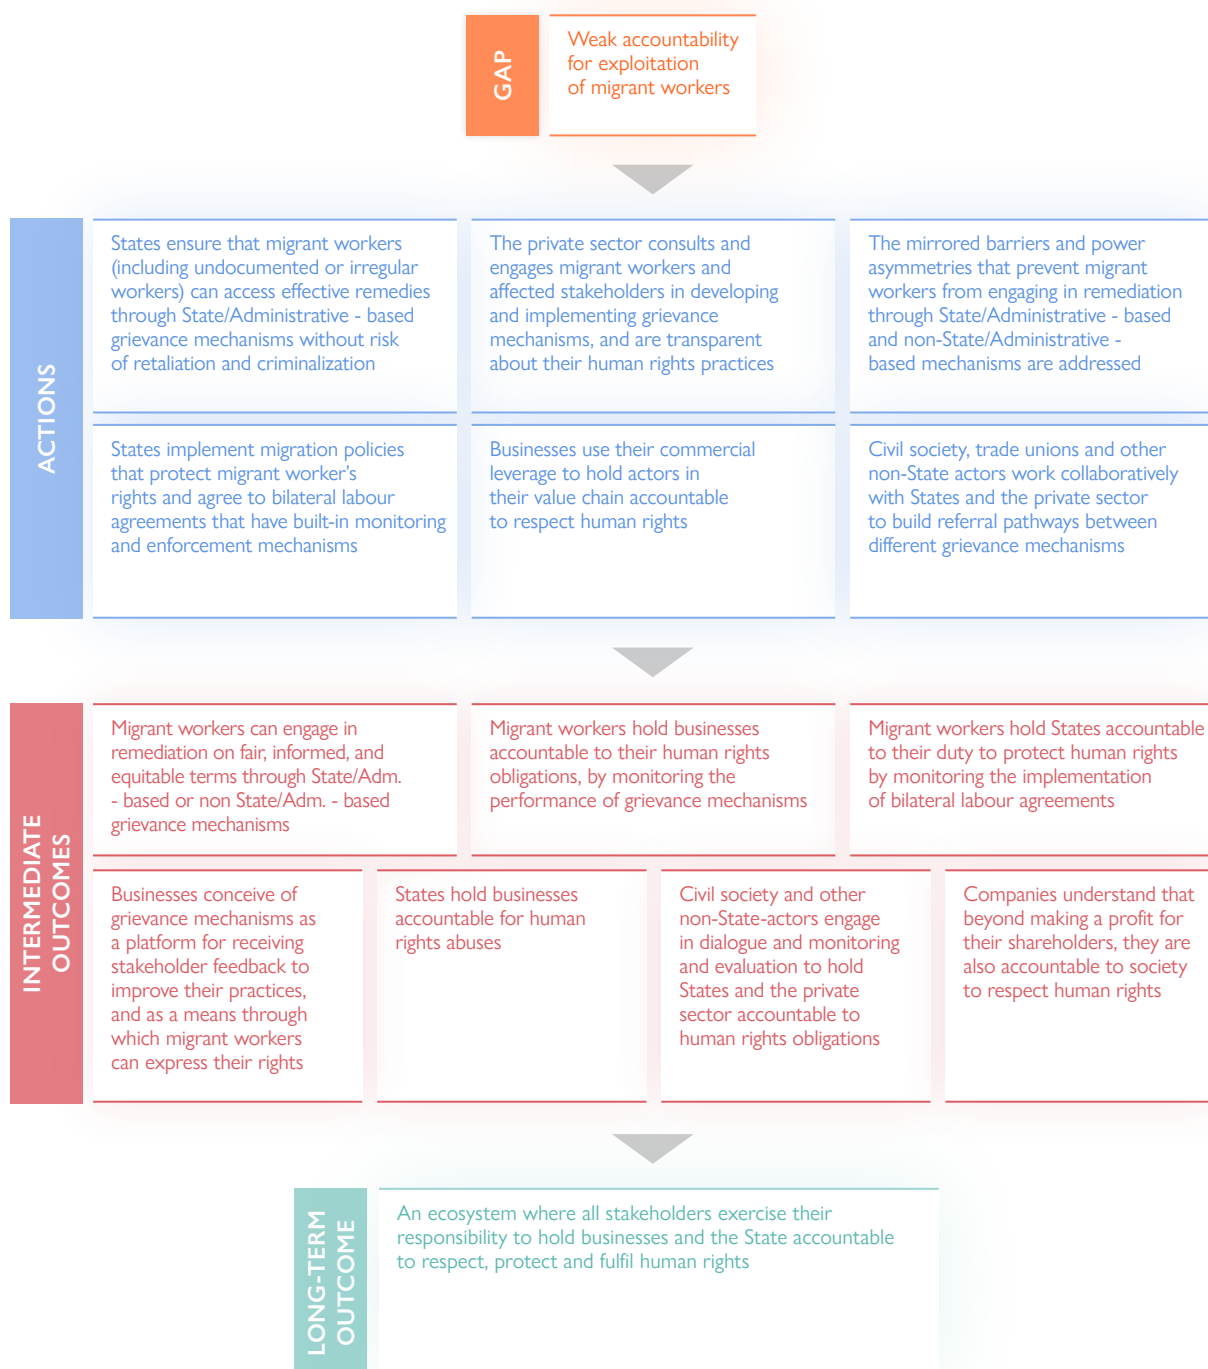 GAP
Weak accountability
for exploitation
of migrant workers
ACTIONS
States ensure that migrant workers
(including undocumented or irregular
workers) can access effective remedies
through State/Administrative - based
grievance mechanisms without risk
of retaliation and criminalization
The private sector consults and
engages migrant workers and
affected stakeholders in developing
and implementing grievance
mechanisms, and are transparent
about their human rights practices
The mirrored barriers and power
asymmetries that prevent migrant
workers from engaging in remediation
through State/Administrative - based
and non-State/Administrative -
based mechanisms are addressed
States implement migration policies
that protect migrant worker's
rights and agree to bilateral labour
agreements that have built-in monitoring
and enforcement mechanisms
Businesses use their commercial
leverage to hold actors in
their value chain accountable
to respect human rights
Civil society, trade unions and other
non-State actors work collaboratively
with States and the private sector
to build referral pathways between
different grievance mechanisms
INTERMEDIATE
OUTCOMES
Migrant workers can engage in
remediation on fair, informed, and
equitable terms through State/Adm.
- based or non State/Adm. - based
grievance mechanisms
Migrant workers hold businesses
accountable to their human rights
obligations, by monitoring the
performance of grievance mechanisms
Migrant workers hold States accountable
to their duty to protect human rights
by monitoring the implementation
of bilateral labour agreements
Businesses conceive of
grievance mechanisms as
a platform for receiving
stakeholder feedback to
improve their practices,
and as a means through
which migrant workers
can express their rights
States hold businesses
accountable for human
rights abuses
Civil society and other
non-State-actors engage
in dialogue and monitoring
and evaluation to hold
States and the private
sector accountable to
human rights obligations
Companies understand that
beyond making a profit for
their shareholders, they are
also accountable to society
to respect human rights
LONG-TERM
OUTCOME
An ecosystem where all stakeholders exercise their
responsibility to hold businesses and the State accountable
to respect, protect and fulfil human rights